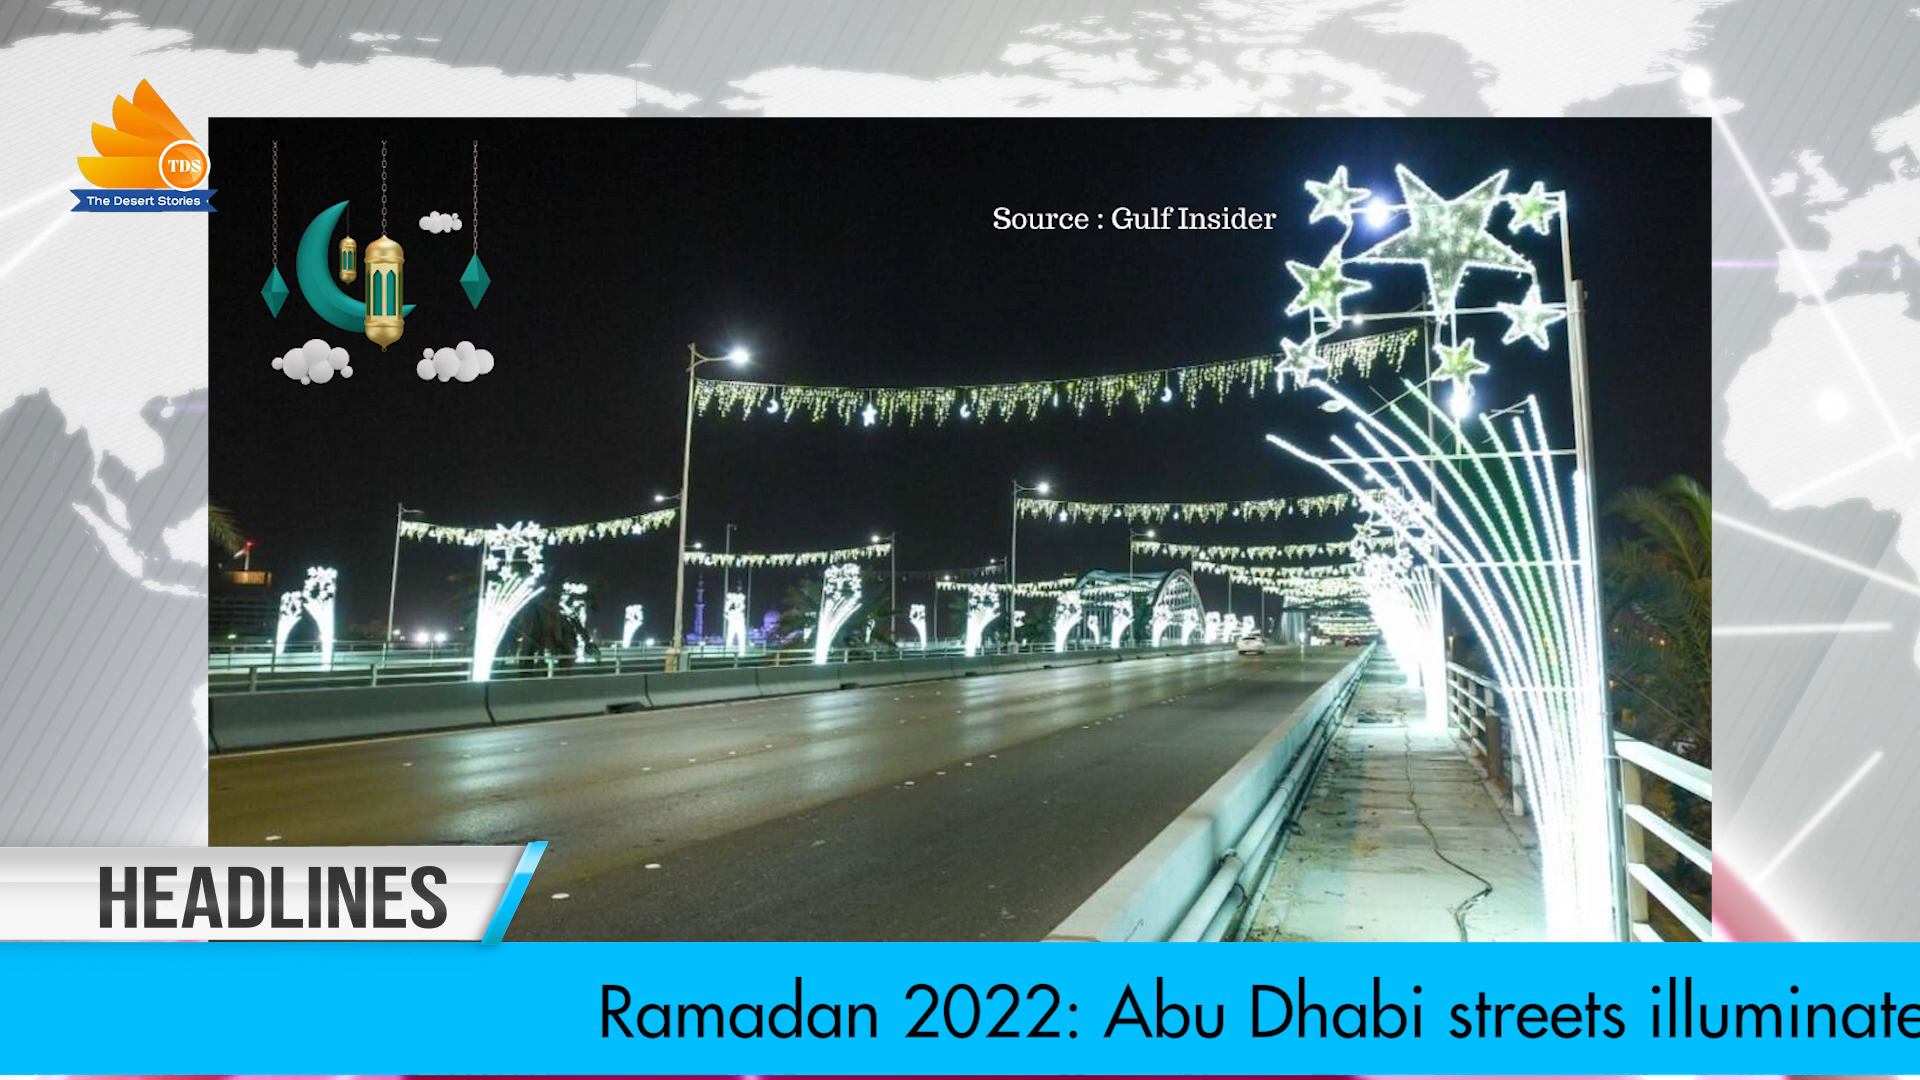 TDS
The Desert Stories
Source : Gulf Insider
HEADLINES
Ramadan 2022: Abu Dhabi streets illuminate